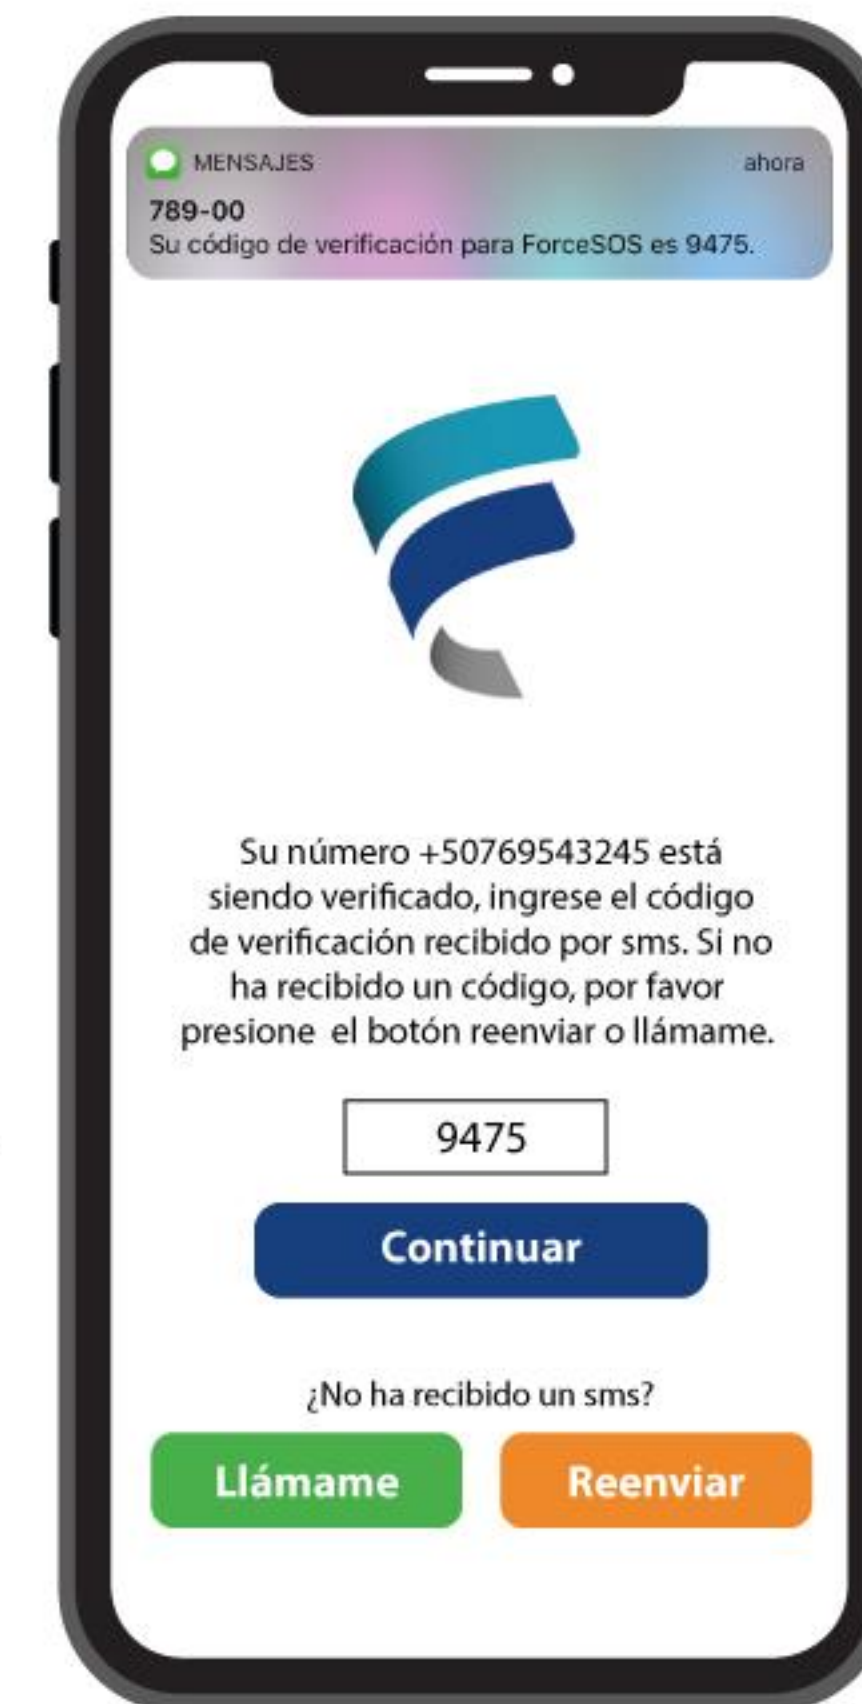 MENSAJES ahora
789-00
Su código de verificación para ForceSOS es 9475.
Su número +50769543245 está
siendo verificado, ingrese el código
de verificación recibido por sms. Si no
ha recibido un código, por favor
presione el botón reenviar o llámame.
9475
Continuar
¿No ha recibido un sms?
Llámame Reenviar